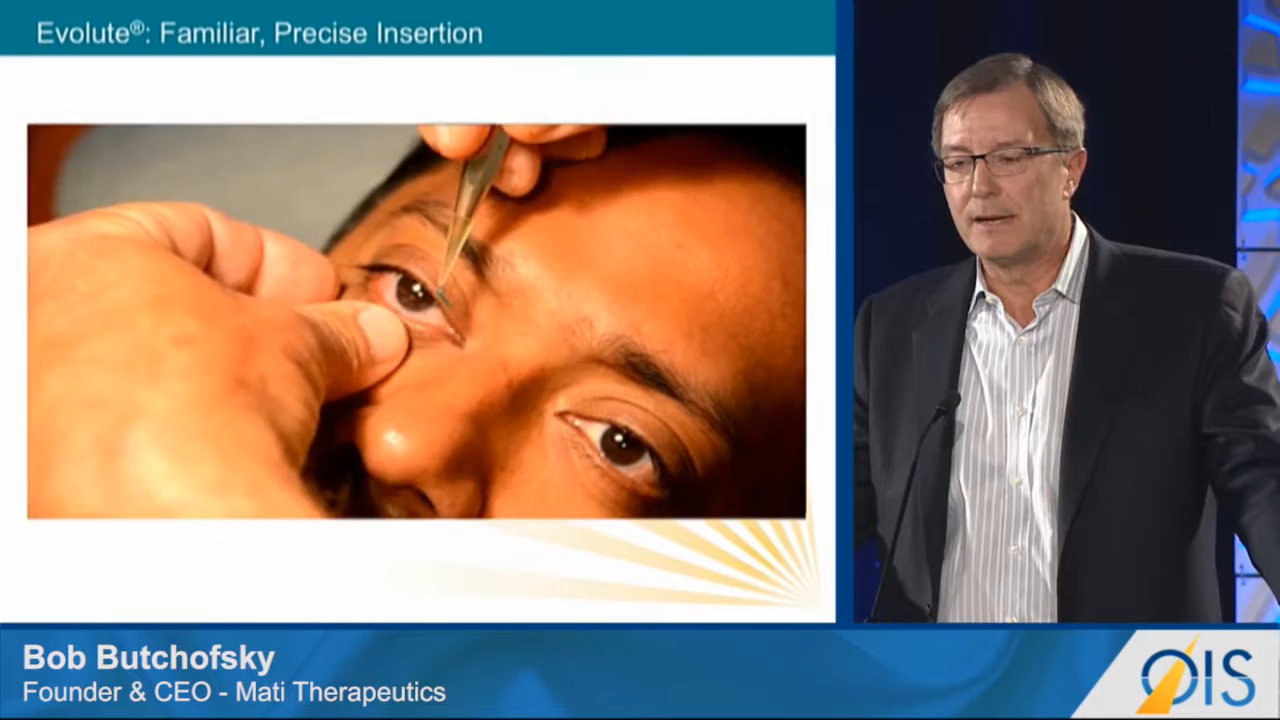 Evolute®: Familiar, Precise Insertion
Bob Butchofsky
Founder & CEO - Mati Therapeutics
OIS